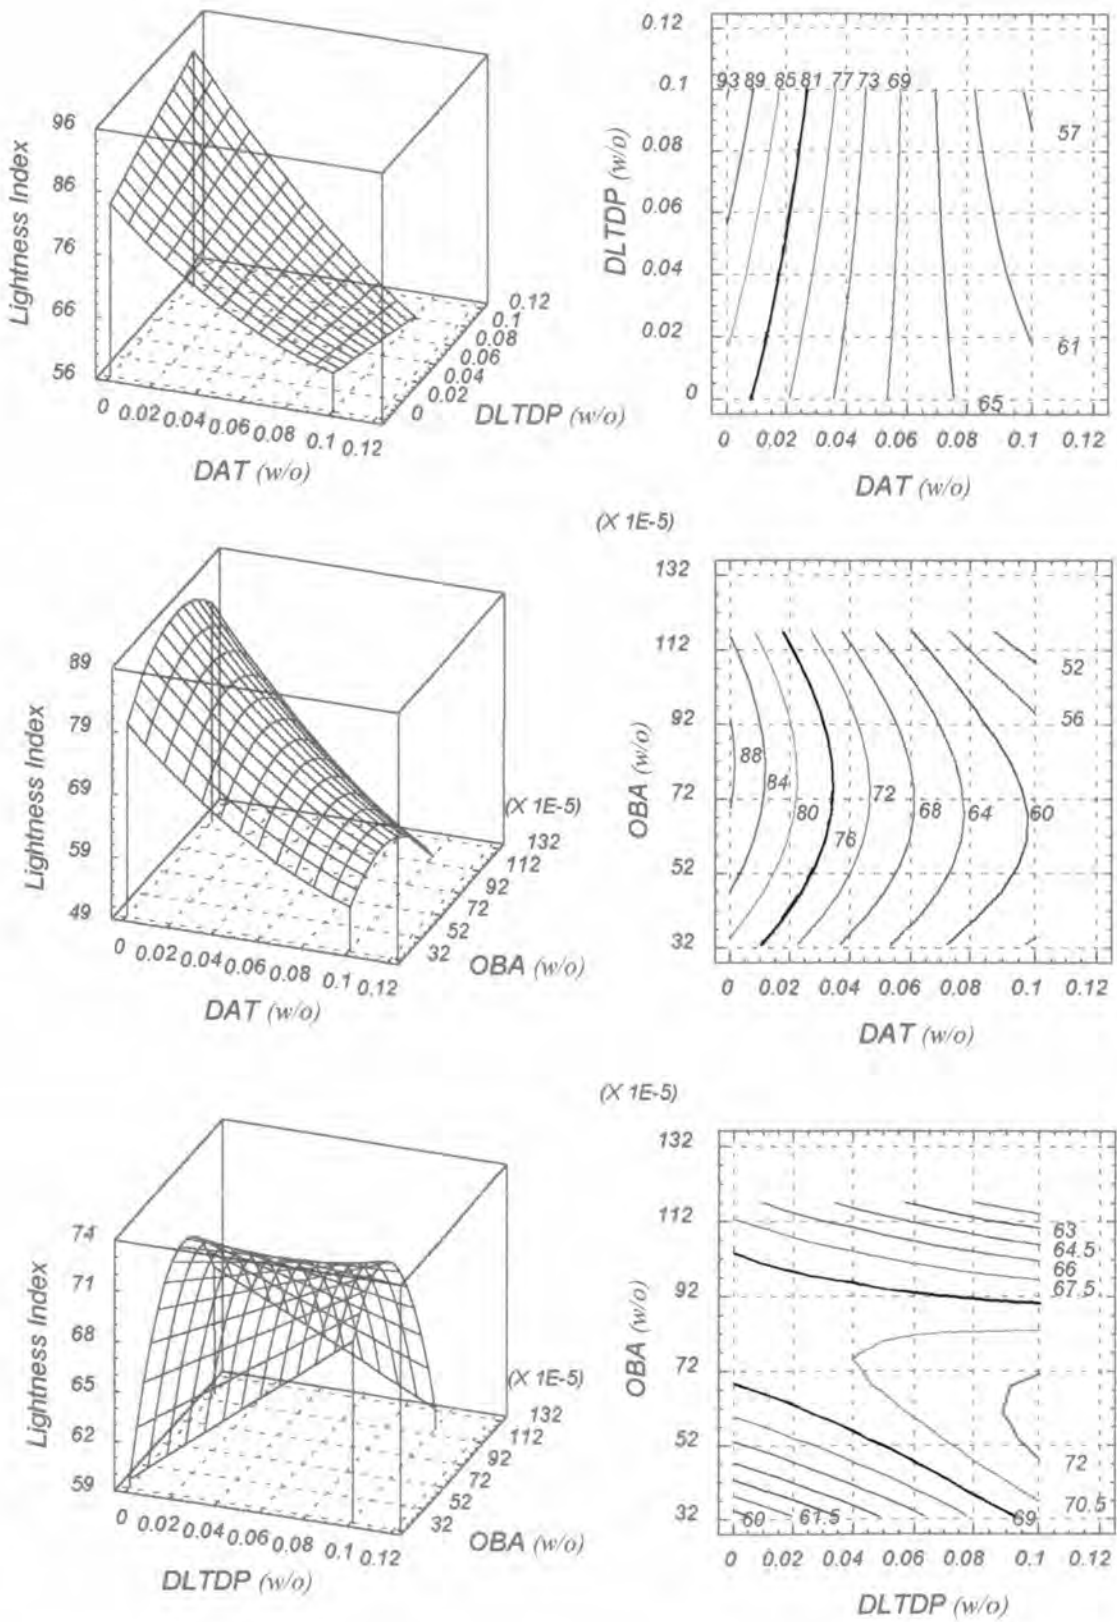 96
86
76
66
56
Lightness Index
0 0.02 0.04 0.06 0.08 0.1 0.12
DAT (w/o)
0 0.02 0.04 0.06 0.08 0.1 0.12
DLTDP (w/o)
0.12
0.1
0.08
0.06
0.04
0.02
0
DLTDP (w/o)
93 89 85 81 77 73 69
57
61
65
0 0.02 0.04 0.06 0.08 0.1 0.12
DAT (w/o)
89
79
69
59
49
Lightness Index
0 0.02 0.04 0.06 0.08 0.1 0.12
DAT (w/o)
(X 1E-5)
32 52 72 92 112 132
OBA (w/o)
(X 1E-5)
132
112
92
72
52
32
OBA (w/o)
52
56
88 84 80 76 72 68 64 60
0 0.02 0.04 0.06 0.08 0.1 0.12
DAT (w/o)
74
71
68
65
62
59
Lightness Index
0 0.02 0.04 0.06 0.08 0.1 0.12
DLTDP (w/o)
(X 1E-5)
32 52 72 92 112 132
OBA (w/o)
(X 1E-5)
132
112
92
72
52
32
OBA (w/o)
63
64.5
66
67.5
72
70.5
60 61.5 69
0 0.02 0.04 0.06 0.08 0.1 0.12
DLTDP (w/o)